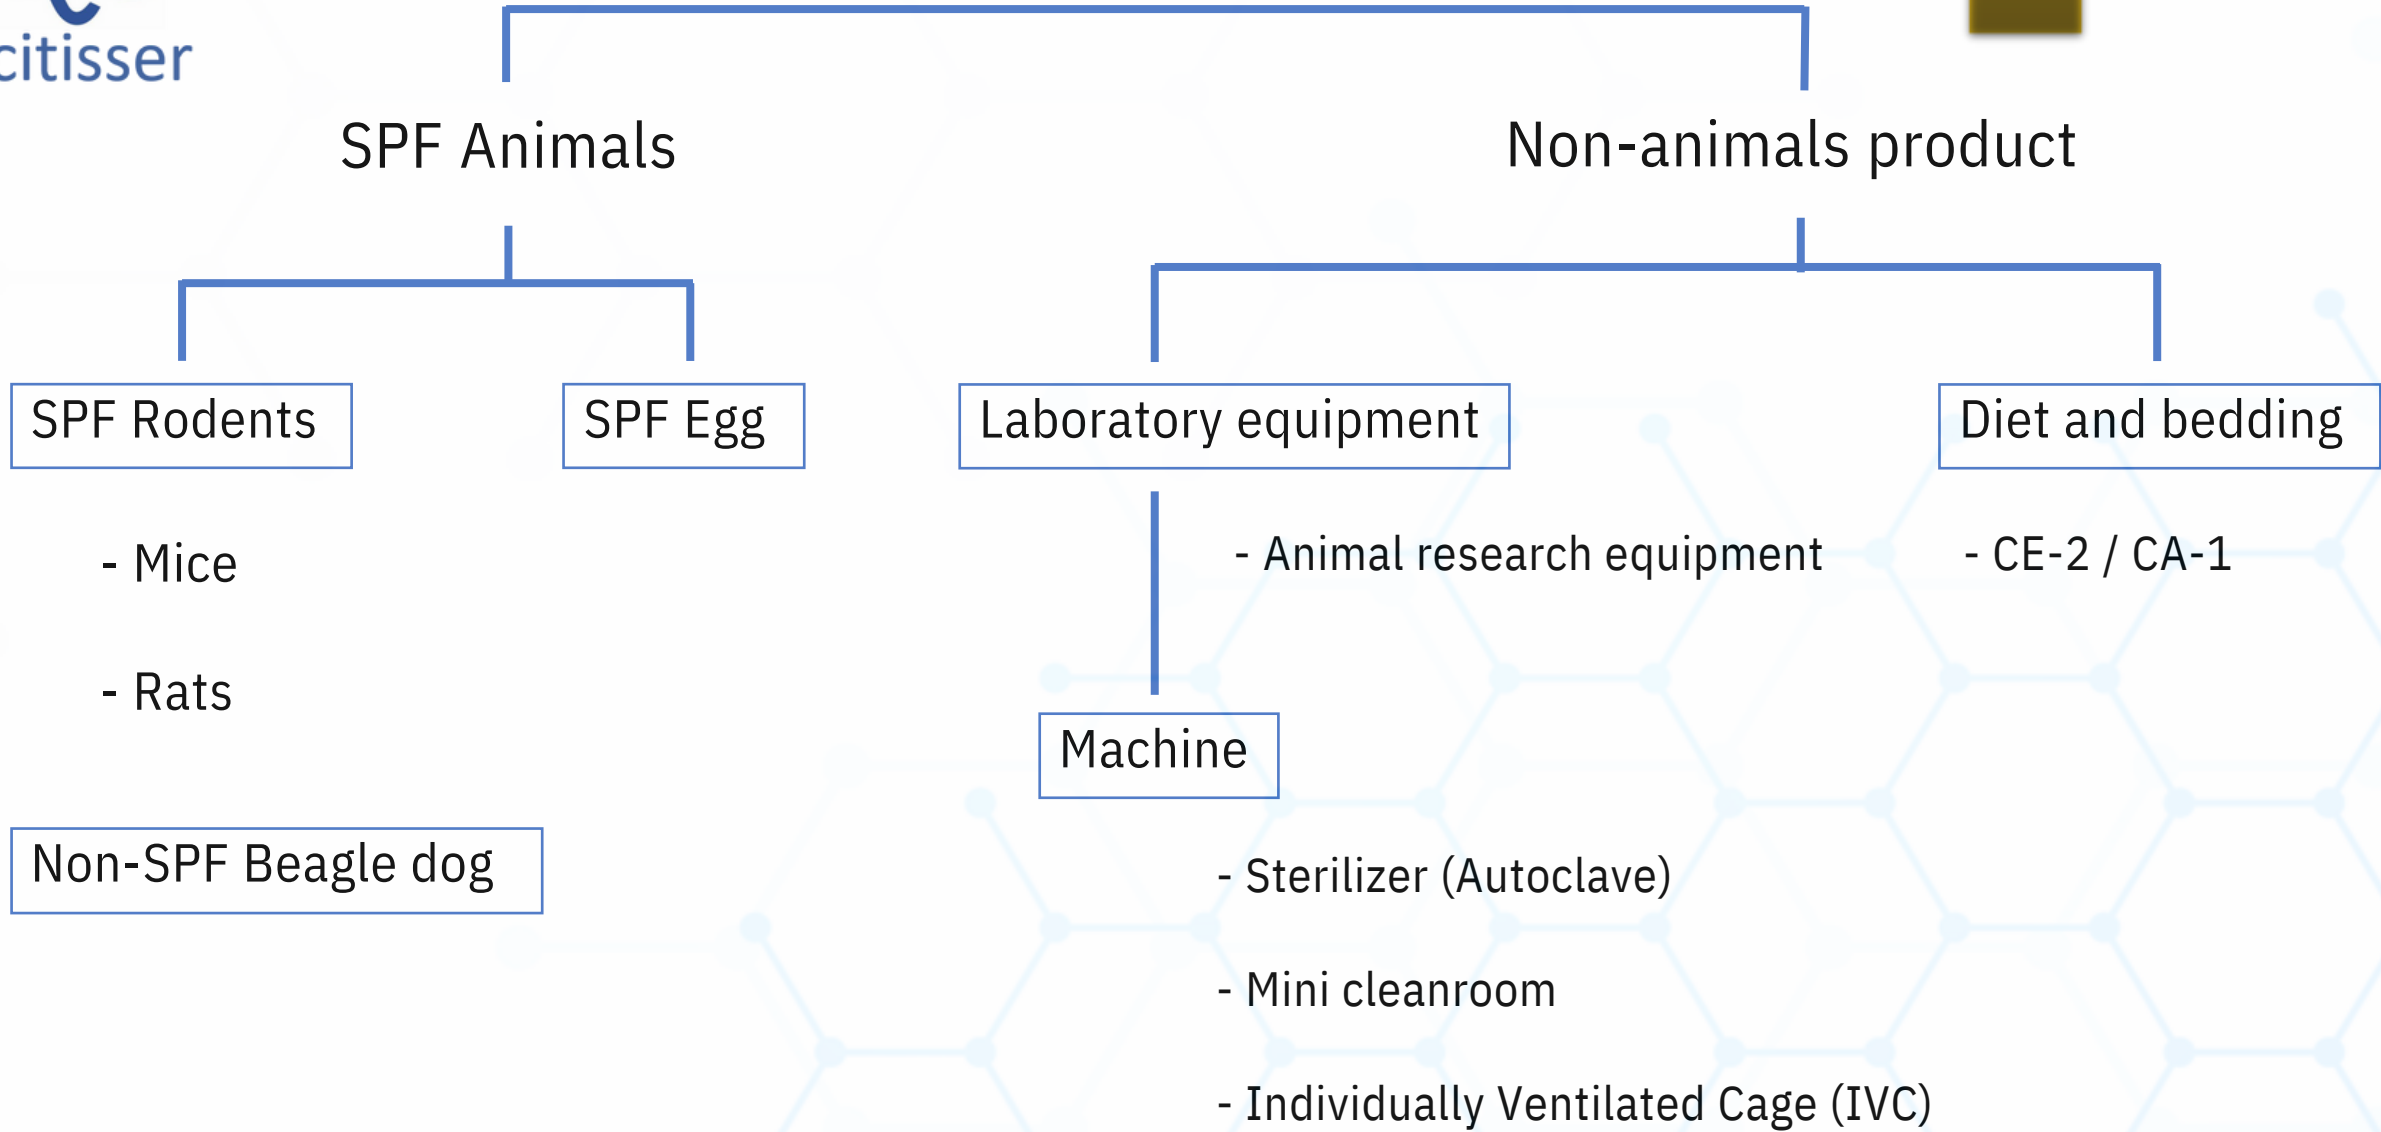 citisser
SPF Animals
Non-animals product
SPF Rodents
SPF Egg
Laboratory equipment
Diet and bedding
- Mice
- Rats
- Animal research equipment
- CE-2 / CA-1
Machine
Non-SPF Beagle dog
- Sterilizer (Autoclave)
- Mini cleanroom
- Individually Ventilated Cage (IVC)